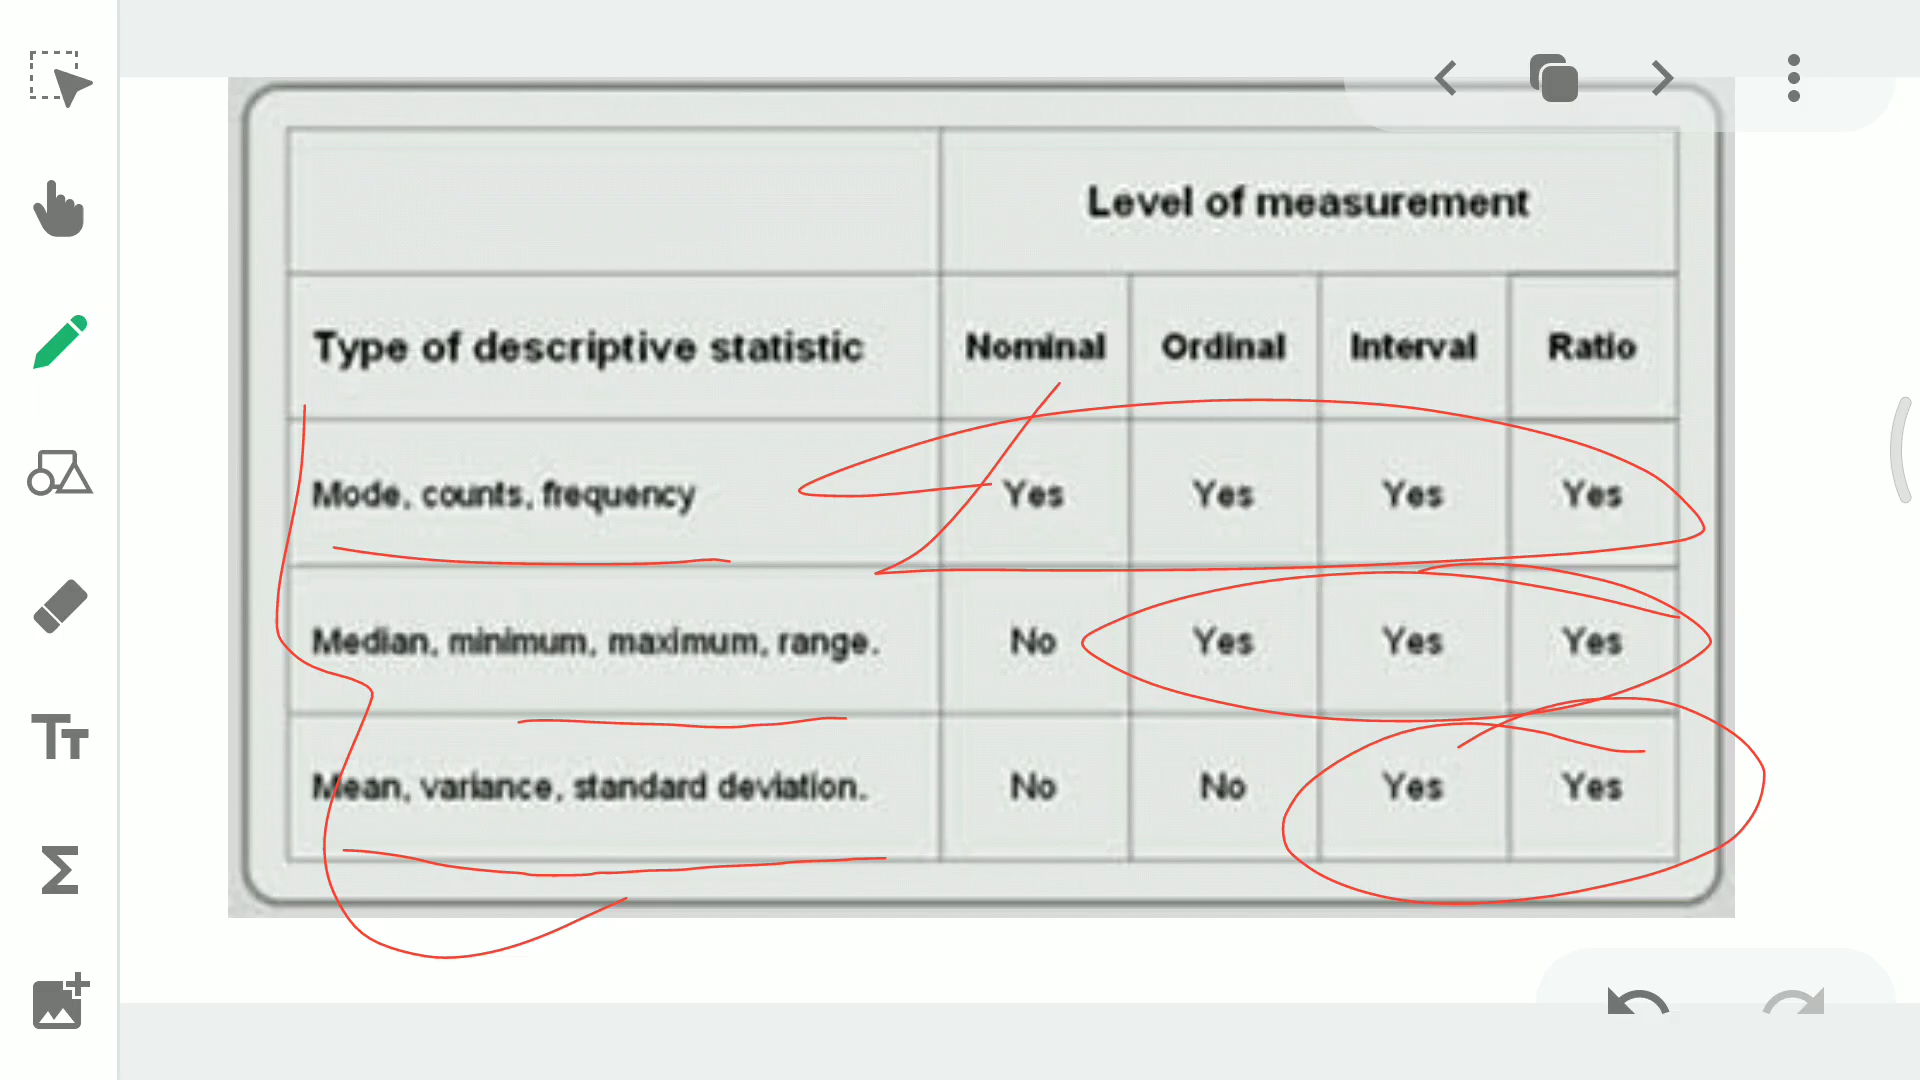 Level of measurement
Type of descriptive statistic Nominal Ordinal Interval Ratio
Mode, counts, frequency Yes Yes Yes Yes
Median, minimum, maximum, range. No Yes Yes Yes
Mean, variance, standard deviation. No No Yes Yes